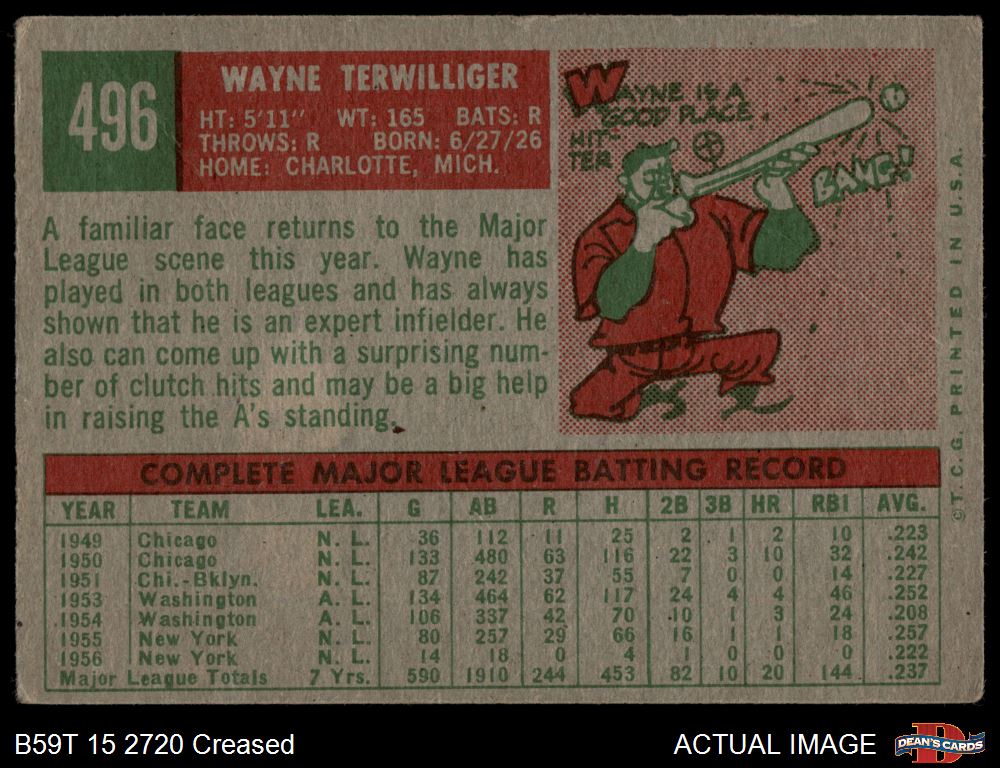 496
WAYNE TERWILLIGER
HT: 5'11" WT: 165 BATS: R
THROWS: R BORN: 6/27/26
HOME: CHARLOTTE, MICH.
A familiar face returns to the Major
League scene this year. Wayne has
played in both leagues and has always
shown that he is an expert infielder. He
also can come up with a surprising num-
ber of clutch hits and may be a big help
in raising the A's standing.
WAYNE IS A
GOOD PLACE
HIT-
TER
BANG!
©T.C.G. PRINTED IN U.S.A.
COMPLETE MAJOR LEAGUE BATTING RECORD
YEAR TEAM LEA. G AB R H 2B 3B HR RBI AVG.
1949 Chicago N. L. 36 112 11 25 2 1 2 10 .223
1950 Chicago N. L. 133 480 63 116 22 3 10 32 .242
1951 Chi.-Bklyn. N. L. 87 242 37 55 7 0 0 14 .227
1953 Washington A. L. 134 464 62 117 24 4 4 46 .252
1954 Washington A. L. 106 337 42 70 10 1 3 24 .208
1955 New York N. L. 80 257 29 66 16 1 1 18 .257
1956 New York N. L. 14 18 0 4 1 0 0 0 .222
Major League Totals 7 Yrs. 590 1910 244 453 82 10 20 144 .237
B59T 15 2720 Creased
ACTUAL IMAGE
D
DEAN'S CARDS